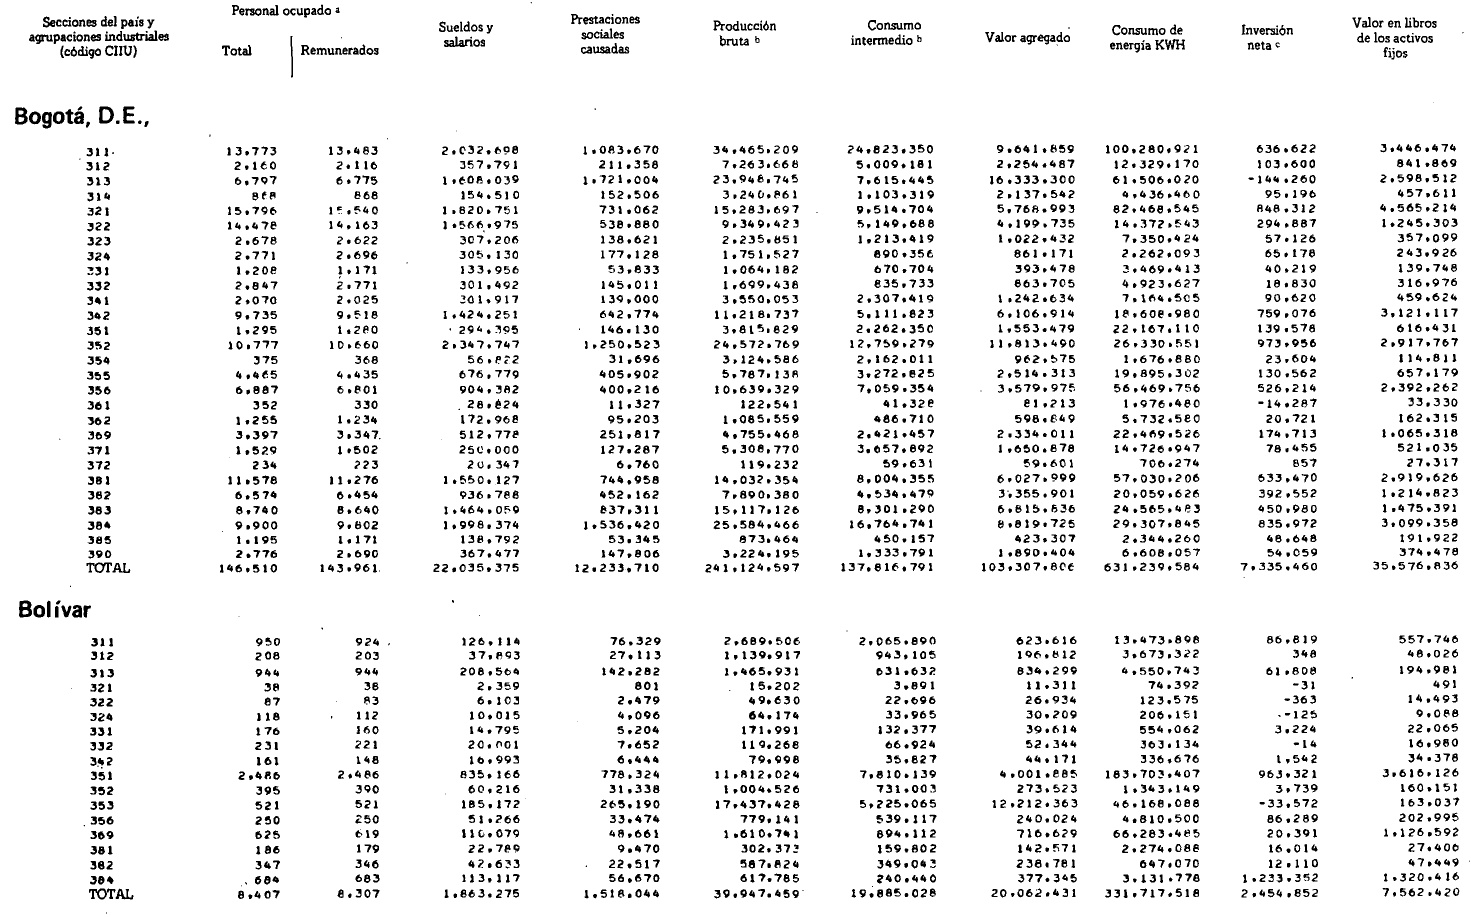 Secciones del país y agrupaciones industriales (código CIIU) Personal ocupado a Total Remunerados Sueldos y salarios Prestaciones sociales causadas Producción bruta b Consumo intermedio b Valor agregado Consumo de energía KWH Inversión neta c Valor en libros de los activos fijos
Bogotá, D.E.,
311 13.773 13.483 2.032.698 1.083.670 34.465.209 24.823.350 9.641.859 100.280.921 636.622 3.446.474
312 2.160 2.116 357.791 211.358 7.263.668 5.009.181 2.254.487 12.329.170 103.600 841.869
313 6.797 6.775 1.608.039 1.721.004 23.948.745 7.615.445 16.333.300 61.506.020 -144.260 2.598.512
314 868 868 154.510 152.506 3.240.861 1.103.319 2.137.542 4.436.460 95.196 457.611
321 15.796 15.540 1.820.751 731.062 15.283.697 9.514.704 5.768.993 82.468.545 848.312 4.565.214
322 14.478 14.163 1.566.975 538.880 9.349.423 5.149.688 4.199.735 14.372.543 294.887 1.245.303
323 2.678 2.622 307.206 138.621 2.235.851 1.213.419 1.022.432 7.350.424 57.126 357.099
324 2.771 2.696 305.130 177.128 1.751.527 890.356 861.171 2.262.093 65.178 243.926
331 1.208 1.171 133.956 53.833 1.064.182 670.704 393.478 3.469.413 40.219 139.748
332 2.847 2.771 301.492 145.011 1.699.438 835.733 863.705 4.923.627 18.830 316.976
341 2.070 2.025 301.917 139.000 3.550.053 2.307.419 1.242.634 7.164.505 90.620 459.624
342 9.735 9.518 1.424.251 642.774 11.218.737 5.111.823 6.106.914 18.608.980 759.076 3.121.117
351 1.295 1.280 294.395 146.130 3.815.829 2.262.350 1.553.479 22.167.110 139.578 616.431
352 10.777 10.660 2.347.747 1.250.523 24.572.769 12.759.279 11.813.490 26.330.551 973.956 2.917.767
354 375 368 56.822 31.696 3.124.586 2.162.011 962.575 1.676.880 23.604 114.811
355 4.465 4.435 676.779 405.902 5.787.138 3.272.825 2.514.313 19.895.302 130.562 657.179
356 6.887 6.801 904.382 400.216 10.639.329 7.059.354 3.579.975 56.469.756 526.214 2.392.262
361 352 330 28.824 11.327 122.541 41.328 81.213 1.976.480 -14.287 33.330
362 1.255 1.234 172.968 95.203 1.085.559 486.710 598.849 5.732.580 20.721 162.315
369 3.397 3.347 512.778 251.817 4.755.468 2.421.457 2.334.011 22.469.526 174.713 1.065.318
371 1.529 1.502 250.000 127.287 5.308.770 3.657.892 1.650.878 14.726.947 78.455 521.035
372 234 223 20.347 6.760 119.232 59.631 59.601 706.274 857 27.317
381 11.578 11.276 1.550.127 744.958 14.032.354 8.004.355 6.027.999 57.030.206 633.470 2.919.626
382 6.574 6.454 936.788 452.162 7.890.380 4.534.479 3.355.901 20.059.626 392.552 1.214.823
383 8.740 8.640 1.464.059 837.311 15.117.126 8.301.290 6.815.836 24.565.483 450.980 1.475.391
384 9.900 9.802 1.998.374 1.536.420 25.584.466 16.764.741 8.819.725 29.307.845 835.972 3.099.358
385 1.195 1.171 138.792 53.345 873.464 450.157 423.307 2.344.260 48.648 191.922
390 2.776 2.690 367.477 147.806 3.224.195 1.333.791 1.890.404 6.608.057 54.059 374.478
TOTAL 146.510 143.961 22.035.375 12.233.710 241.124.597 137.816.791 103.307.806 631.239.584 7.335.460 35.576.836
Bolívar
311 950 924 126.114 76.329 2.689.506 2.065.890 623.616 13.473.898 86.819 557.746
312 208 203 37.893 27.113 1.139.917 943.105 196.812 3.673.322 348 48.026
313 944 944 208.564 142.282 1.465.931 631.632 834.299 4.550.743 61.808 194.981
321 38 38 2.359 801 15.202 3.891 11.311 74.392 -31 491
322 87 83 6.103 2.479 49.630 22.696 26.934 123.575 -363 14.493
324 118 112 10.015 4.096 64.174 33.965 30.209 206.151 -125 9.088
331 176 160 14.795 5.204 171.991 132.377 39.614 554.062 3.224 22.065
332 231 221 20.001 7.652 119.268 66.924 52.344 363.134 -14 16.980
342 161 148 16.993 6.444 79.998 35.827 44.171 336.676 1.542 34.378
351 2.486 2.486 835.166 778.324 11.812.024 7.810.139 4.001.885 183.703.407 963.321 3.616.126
352 395 390 60.216 31.338 1.004.526 731.003 273.523 1.343.149 3.739 160.151
353 521 521 185.172 265.190 17.437.428 5.225.065 12.212.363 46.168.088 -33.572 163.037
356 250 250 51.266 33.474 779.141 539.117 240.024 4.810.500 86.289 202.995
369 625 619 110.079 48.661 1.610.741 894.112 716.629 66.283.485 20.391 1.126.592
381 186 179 22.789 9.470 302.373 159.802 142.571 2.274.088 16.014 27.406
382 347 346 42.633 22.517 587.824 349.043 238.781 647.070 12.110 47.449
384 684 683 113.117 56.670 617.785 240.440 377.345 3.131.778 1.233.352 1.320.416
TOTAL 8.407 8.307 1.863.275 1.518.044 39.947.459 19.885.028 20.062.431 331.717.518 2.454.852 7.562.420